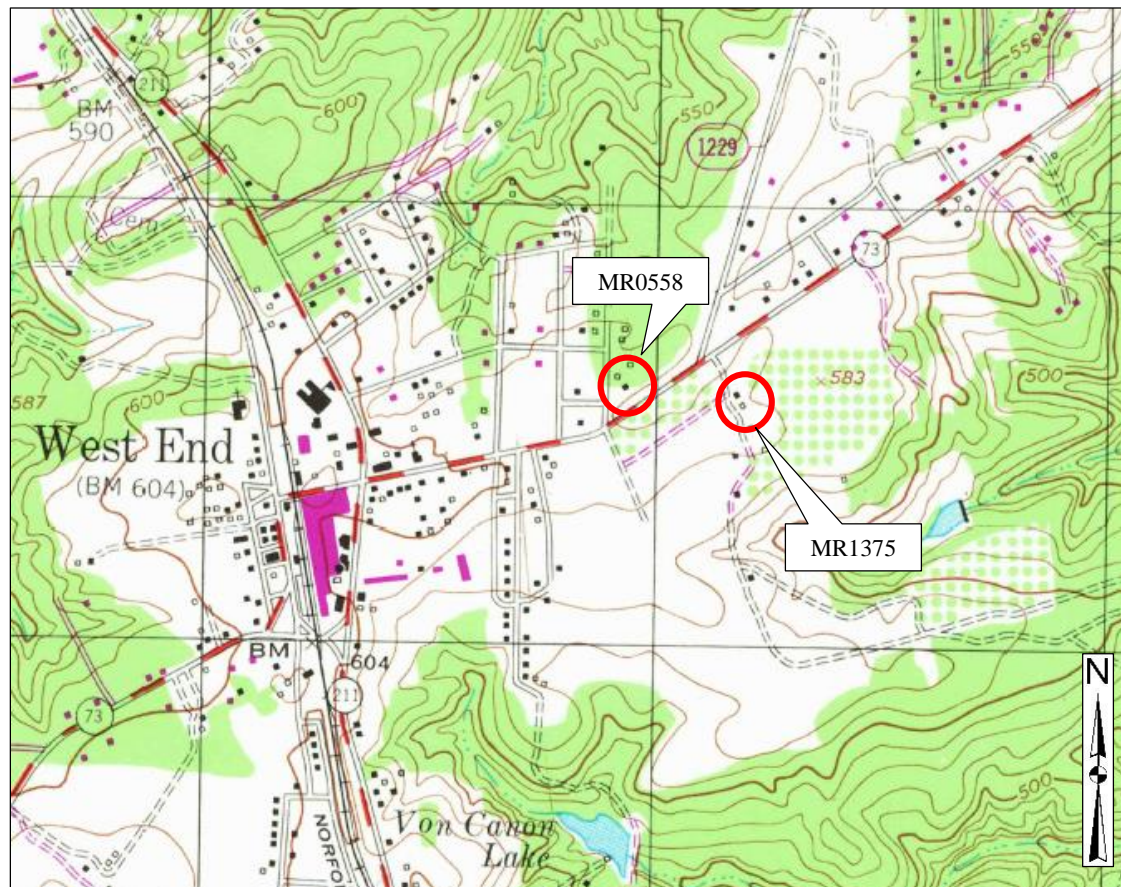 211
BM
590
600
550
550
1229
Cem
73
MR0558
583
500
587
600
West End
(BM 604)
MR1375
BM
604
211
N
73
500
Von Canon
Lake
NORFO